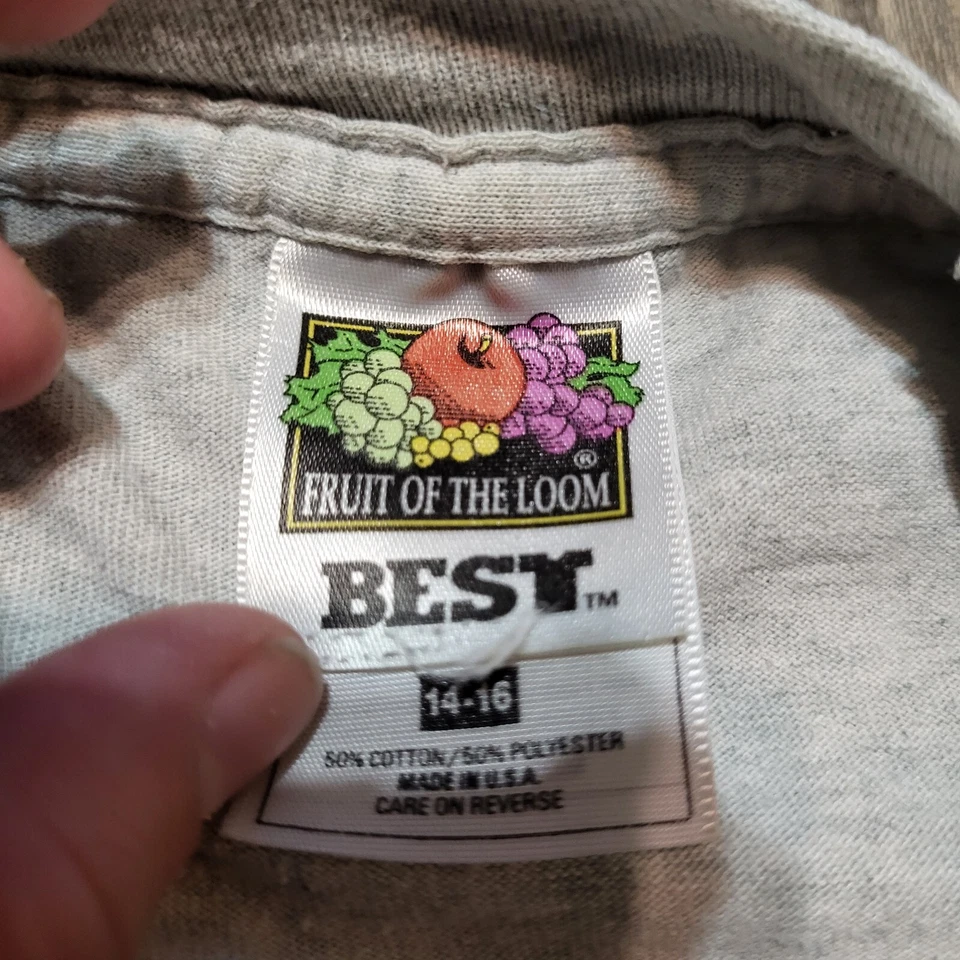 ®
FRUIT OF THE LOOM
BEST™
14-16
50% COTTON/50% POLYESTER
MADE IN U.S.A.
CARE ON REVERSE